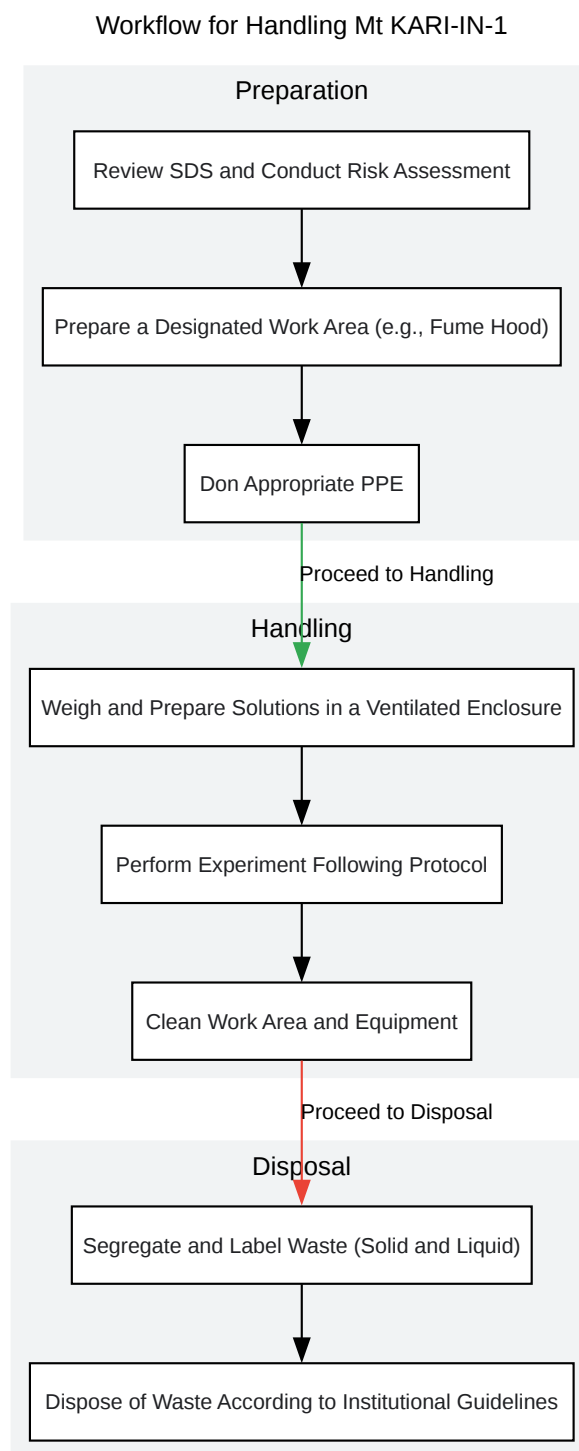 Workflow for Handling Mt KARI-IN-1
Preparation
Review SDS and Conduct Risk Assessment
Prepare a Designated Work Area (e.g., Fume Hood)
Don Appropriate PPE
Proceed to Handling
Handling
Weigh and Prepare Solutions in a Ventilated Enclosure
Perform Experiment Following Protocol
Clean Work Area and Equipment
Proceed to Disposal
Disposal
Segregate and Label Waste (Solid and Liquid)
Dispose of Waste According to Institutional Guidelines